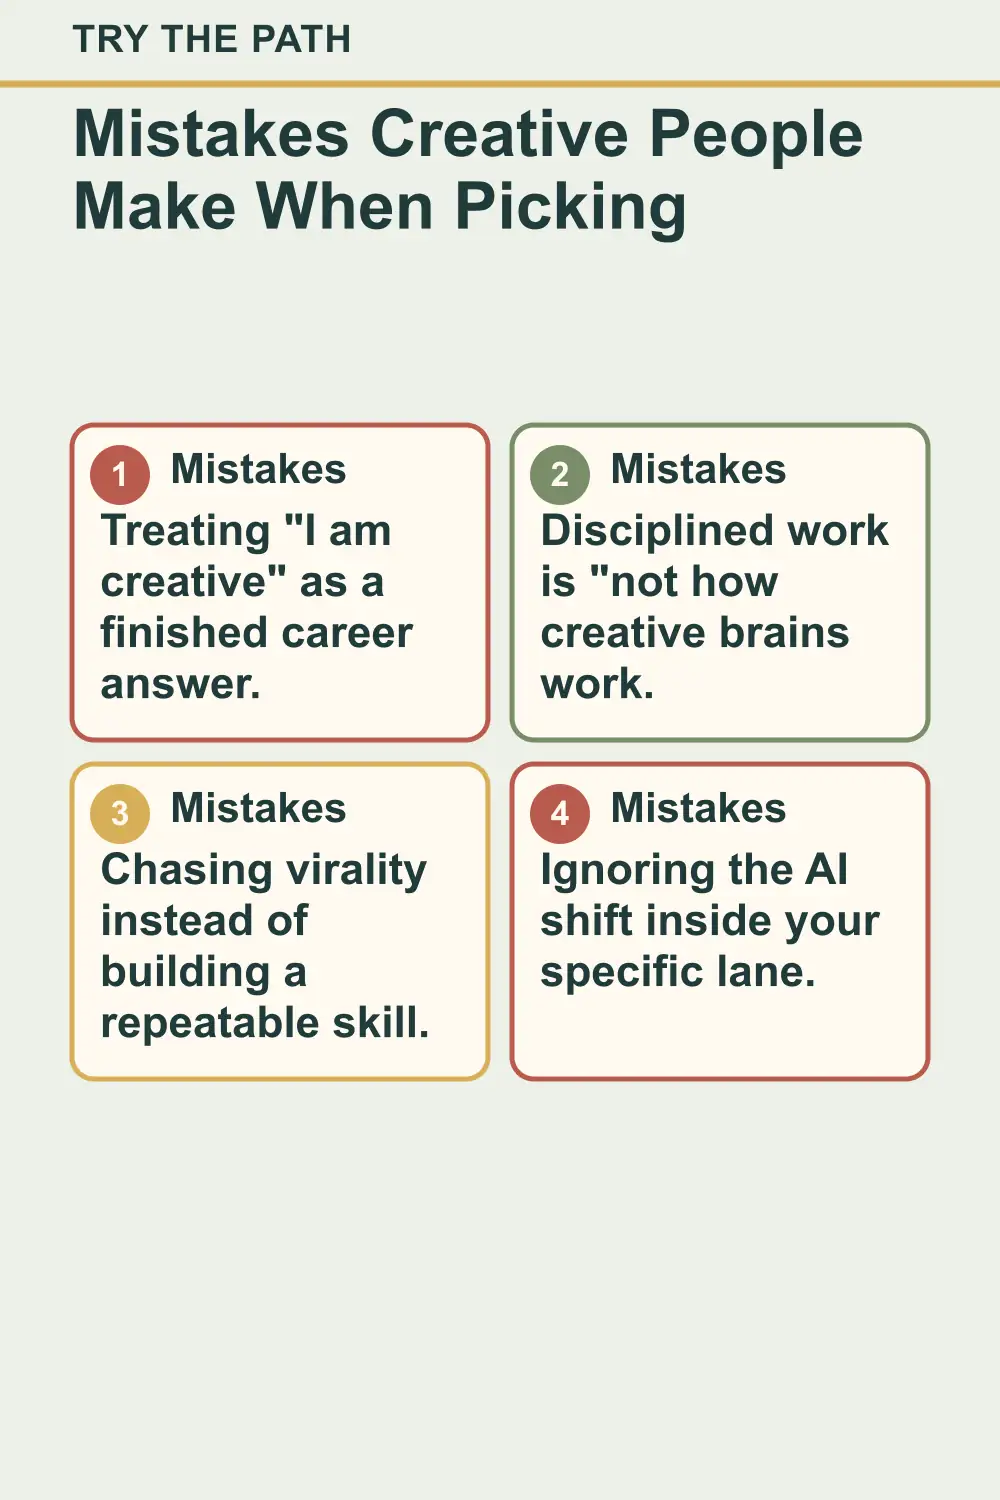 TRY THE PATH
Mistakes Creative People
Make When Picking
1 Mistakes
Treating "I am
creative" as a
finished career
answer.
2 Mistakes
Disciplined work
is "not how
creative brains
work.
3 Mistakes
Chasing virality
instead of
building a
repeatable skill.
4 Mistakes
Ignoring the AI
shift inside your
specific lane.